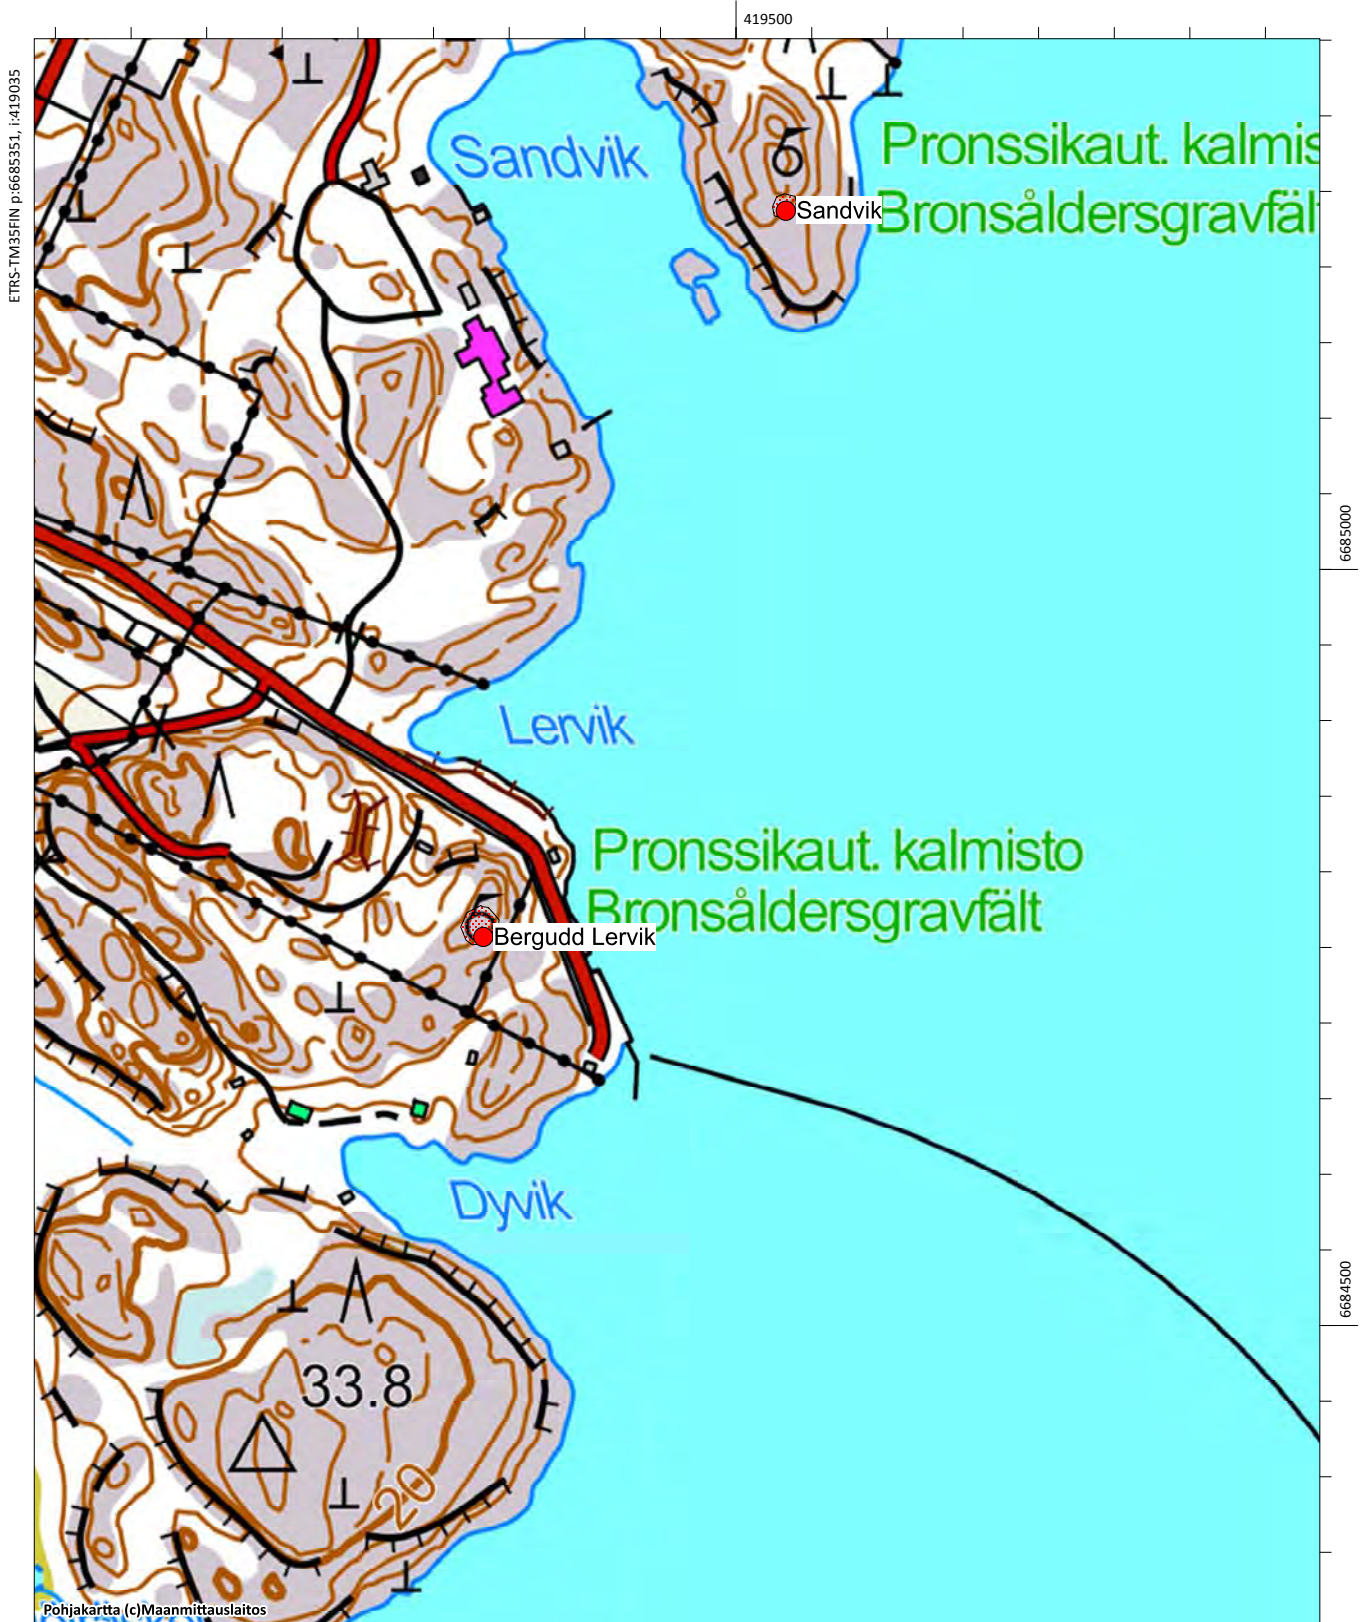 419500
ETRS-TM35FIN p:6685351, i:419035
Sandvik
Pronssikaut. kalmis
Bronsåldersgravfäl
Sandvik
6685000
Lervik
Pronssikaut. kalmisto
Bronsåldersgravfält
Bergudd Lervik
Dyvik
6684500
33.8
20
Pohjakartta (c)Maanmittauslaitos